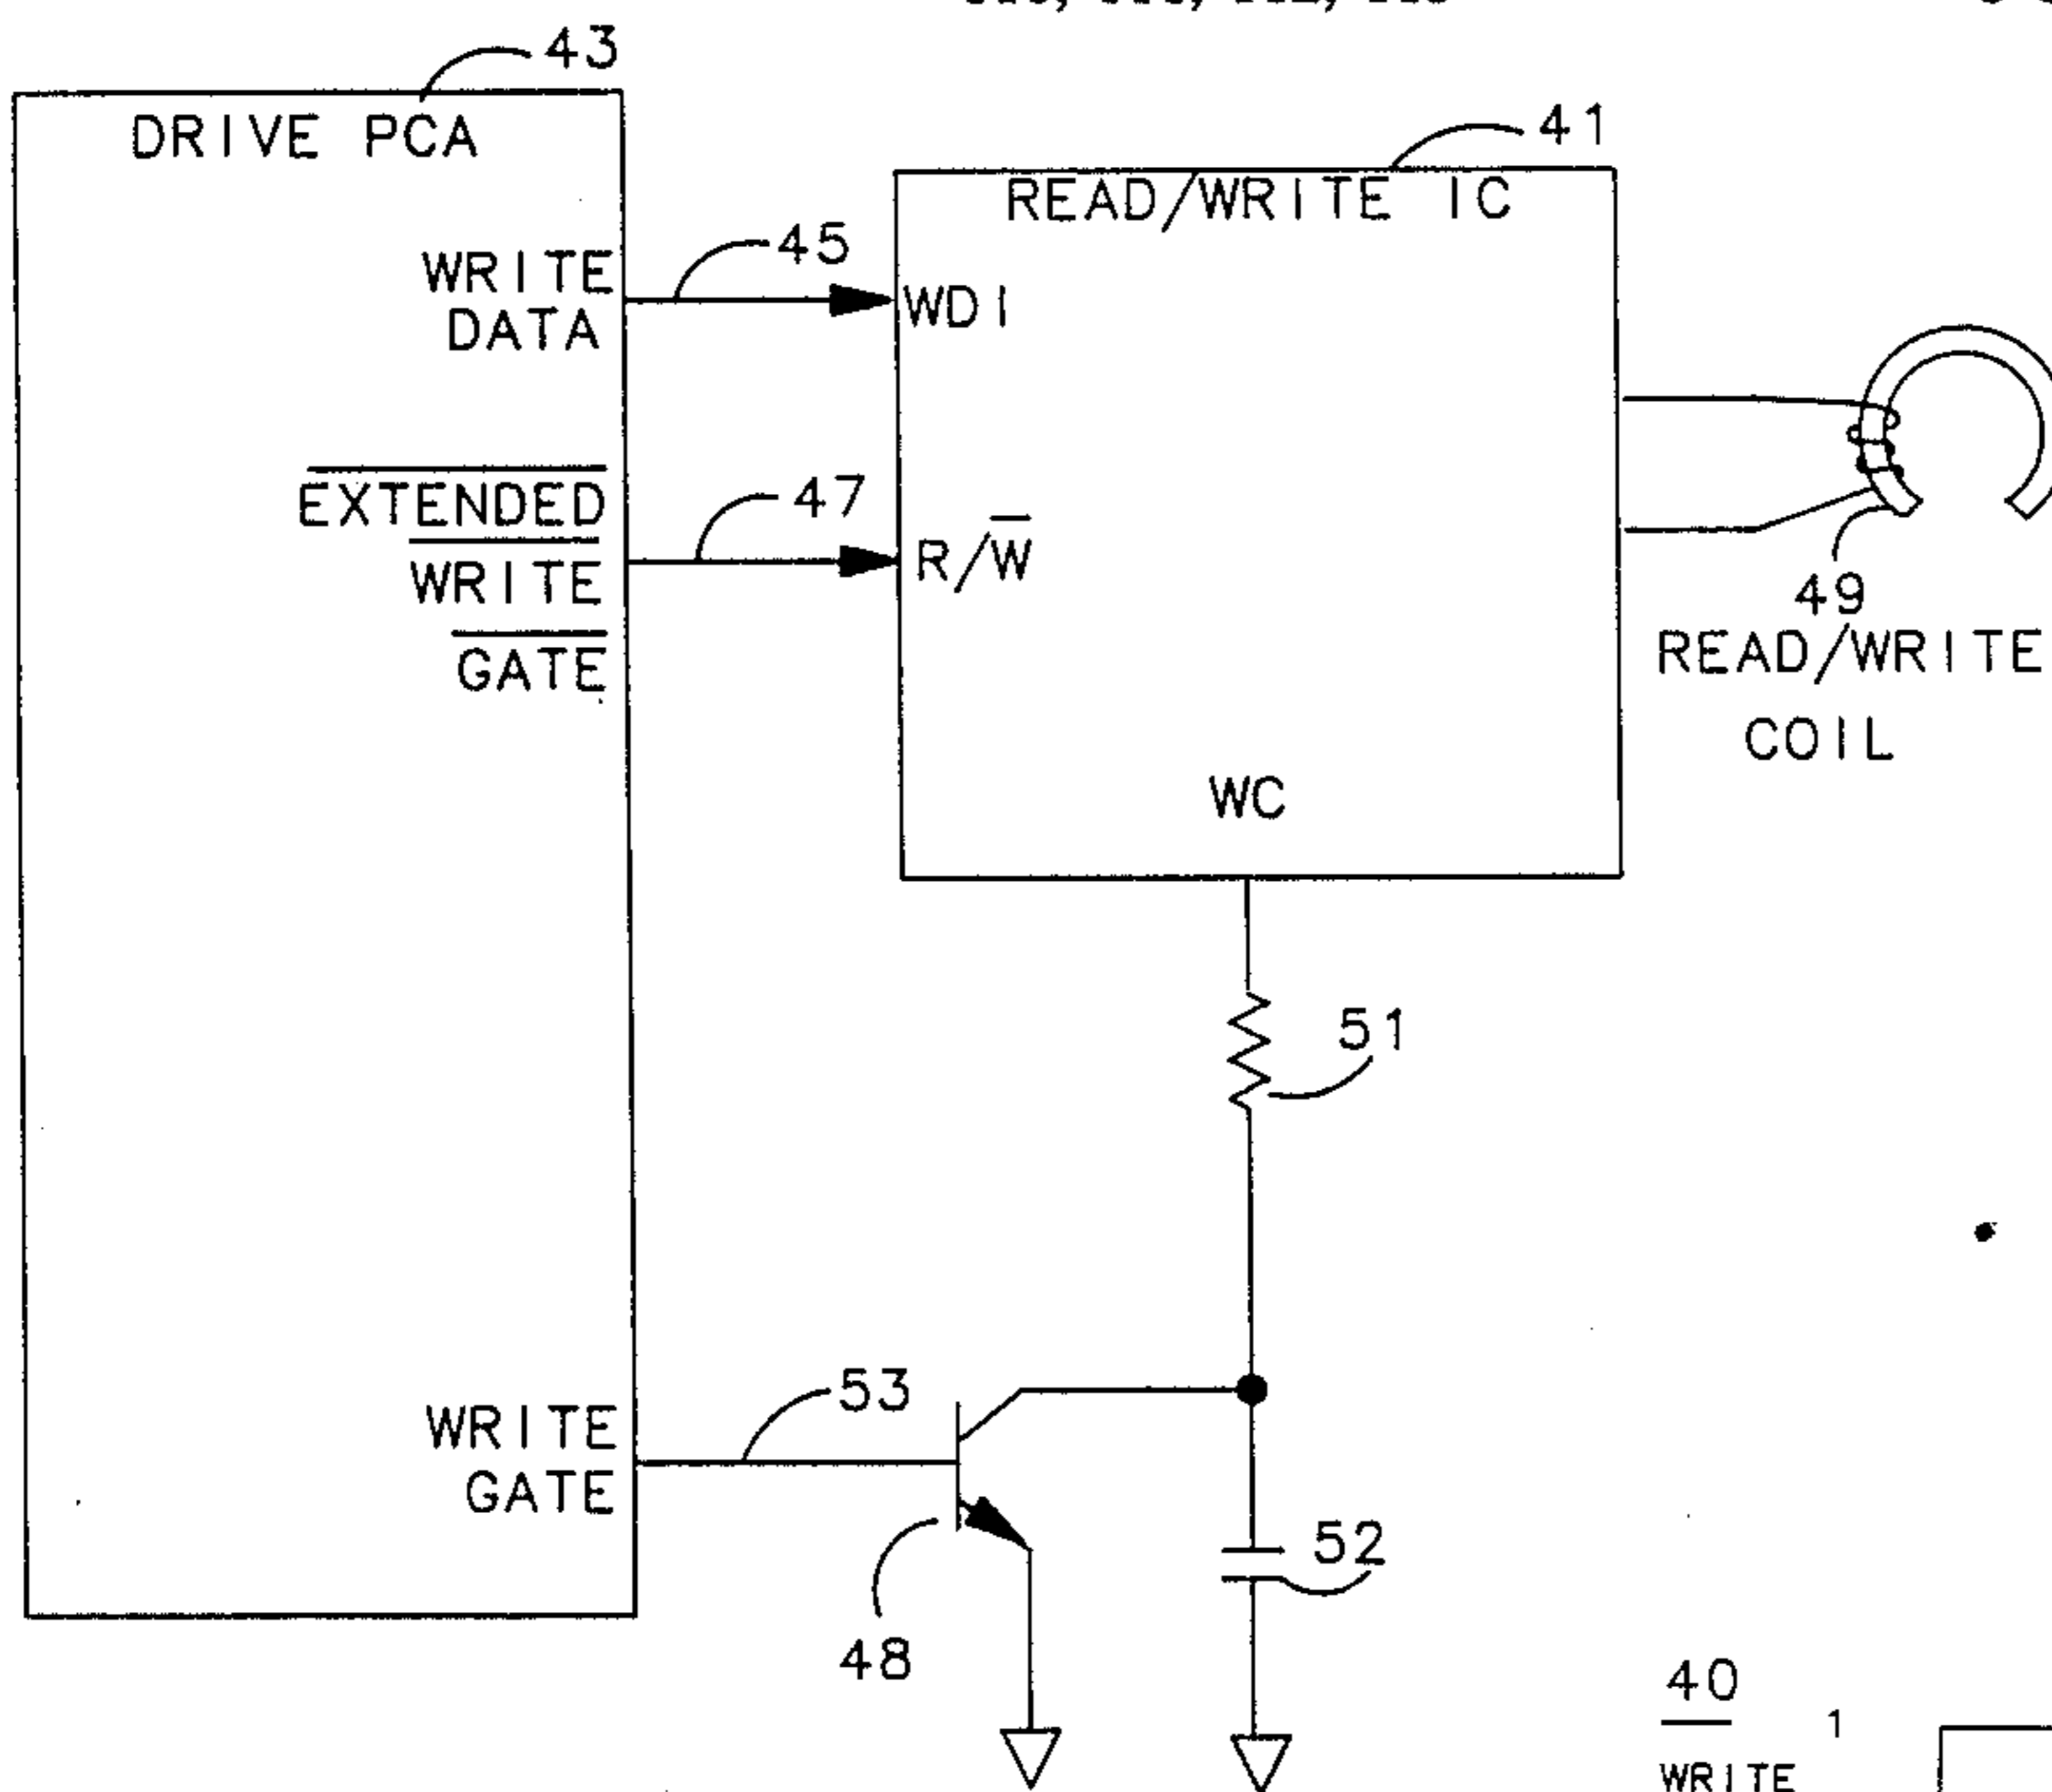 43
DRIVE PCA
41
READ/WRITE IC
45
WRITE
DATA
WDI
47
EXTENDED
WRITE
GATE
R/W
49
READ/WRITE
COIL
WC
51
53
WRITE
GATE
52
48
40
1
WRITE